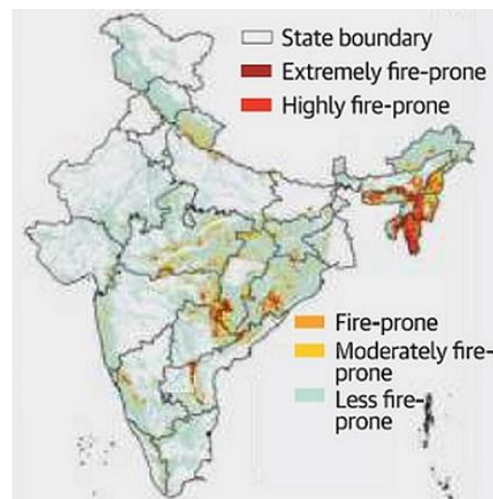 State boundary
Extremely fire-prone
Highly fire-prone
Fire-prone
Moderately fire-
prone
Less fire-
prone